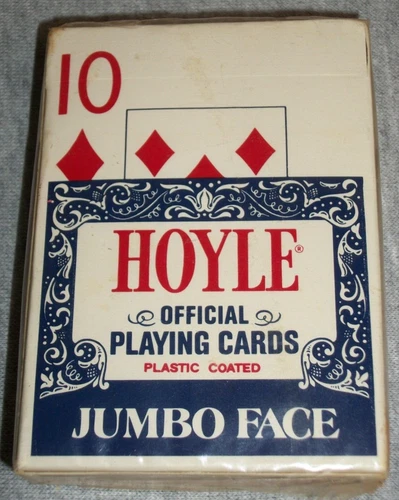 10
HOYLE®
OFFICIAL
PLAYING CARDS
PLASTIC COATED
JUMBO FACE